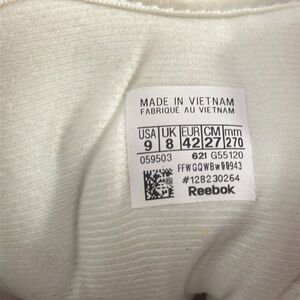 MADE IN VIETNAM
FABRIQUE AU VIETNAM
USA UK EUR CM mm
9 8 42 27 270
059503 621 G55120
#128230264
Reebok